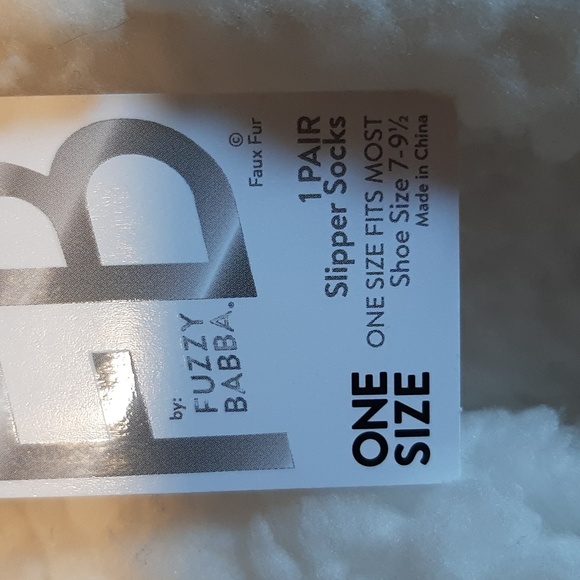 FB
©
Faux Fur
by:
FUZZY
BABBA®
1 PAIR
Slipper Socks
ONE SIZE FITS MOST
Shoe Size 7-9½
Made in China
ONE
SIZE